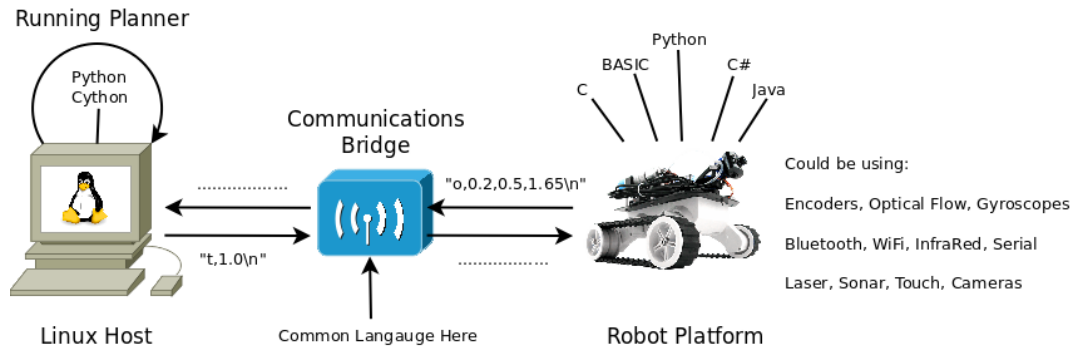 Running Planner
Python
Cython
Communications
Bridge
Python
BASIC
C#
C
Java
"o,0.2,0.5,1.65\n"
"t,1.0\n"
Could be using:
Encoders, Optical Flow, Gyroscopes
Bluetooth, WiFi, InfraRed, Serial
Laser, Sonar, Touch, Cameras
Linux Host
Common Langauge Here
Robot Platform